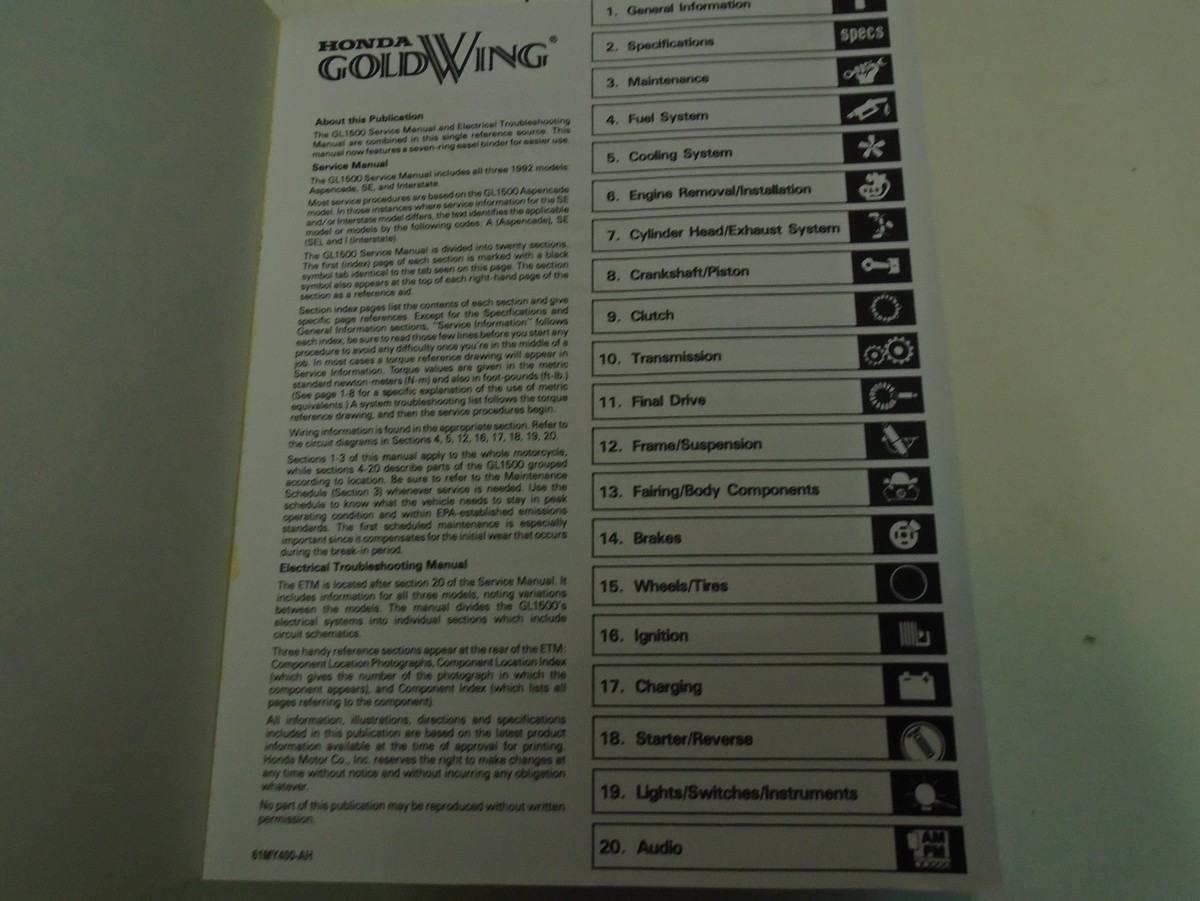 HONDA
GOLDWING®
About this Publication
The GL1500 Service Manual and Electrical Troubleshooting
Manual are combined in this single reference source. This
manual now features a seven-ring easel binder for easier use.
Service Manual
The GL1500 Service Manual includes all three 1992 models:
Aspencade, SE, and Interstate.
Most service procedures are based on the GL1500 Aspencade
model. In those instances where service information for the SE
and/or Interstate model differs, the text identifies the applicable
model or models by the following codes: A (Aspencade), SE
(SE), and I (Interstate).
The GL1500 Service Manual is divided into twenty sections.
The first (index) page of each section is marked with a black
symbol tab identical to the tab seen on this page. The section
symbol also appears at the top of each right-hand page of the
section as a reference aid.
Section index pages list the contents of each section and give
specific page references. Except for the Specifications and
General Information sections, "Service Information" follows
each index; be sure to read those few lines before you start any
procedure to avoid any difficulty once you're in the middle of a
job. In most cases a torque reference drawing will appear in
Service Information. Torque values are given in the metric
standard newton-meters (N-m) and also in foot-pounds (ft-lb.)
(See page 1-8 for a specific explanation of the use of metric
equivalents.) A system troubleshooting list follows the torque
reference drawing, and then the service procedures begin.
Wiring information is found in the appropriate section. Refer to
the circuit diagrams in Sections 4, 5, 12, 16, 17, 18, 19, 20.
Sections 1-3 of this manual apply to the whole motorcycle,
while sections 4-20 describe parts of the GL1500 grouped
according to location. Be sure to refer to the Maintenance
Schedule (Section 3) whenever service is needed. Use the
schedule to know what the vehicle needs to stay in peak
operating condition and within EPA-established emissions
standards. The first scheduled maintenance is especially
important since it compensates for the initial wear that occurs
during the break-in period.
Electrical Troubleshooting Manual
The ETM is located after section 20 of the Service Manual. It
includes information for all three models, noting variations
between the models. The manual divides the GL1500's
electrical systems into individual sections which include
circuit schematics.
Three handy reference sections appear at the rear of the ETM:
Component Location Photographs, Component Location Index
(which gives the number of the photograph in which the
component appears), and Component Index (which lists all
pages referring to the component).
All information, illustrations, directions and specifications
included in this publication are based on the latest product
information available at the time of approval for printing.
Honda Motor Co., Inc. reserves the right to make changes at
any time without notice and without incurring any obligation
whatever.
No part of this publication may be reproduced without written
permission.
61MY400-AH
1. General Information
2. Specifications
specs
3. Maintenance
4. Fuel System
5. Cooling System
6. Engine Removal/Installation
7. Cylinder Head/Exhaust System
8. Crankshaft/Piston
9. Clutch
10. Transmission
11. Final Drive
12. Frame/Suspension
13. Fairing/Body Components
14. Brakes
15. Wheels/Tires
16. Ignition
17. Charging
18. Starter/Reverse
19. Lights/Switches/Instruments
20. Audio
AM
FM